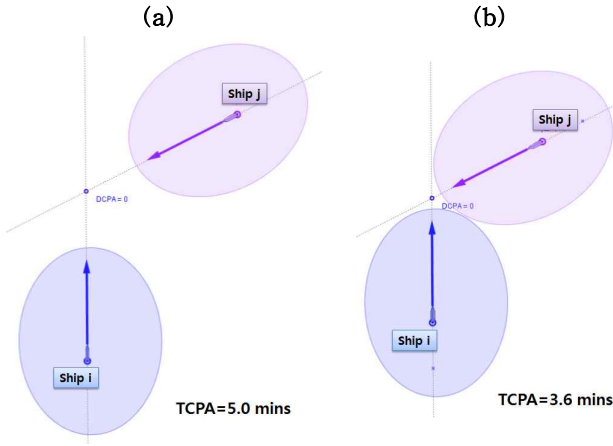 (a)
(b)
Ship j
Ship j
DCPA = 0
DCPA = 0
Ship i
Ship i
TCPA=5.0 mins
TCPA=3.6 mins